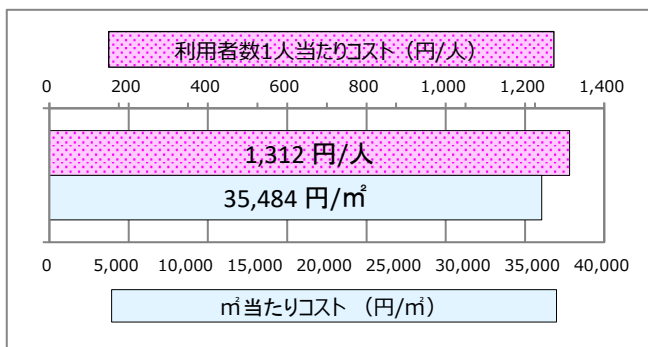 利用者数1人当たりコスト（円/人）
0 200 400 600 800 1,000 1,200 1,400
1,312 円/人
35,484 円/㎡
0 5,000 10,000 15,000 20,000 25,000 30,000 35,000 40,000
㎡当たりコスト （円/㎡）